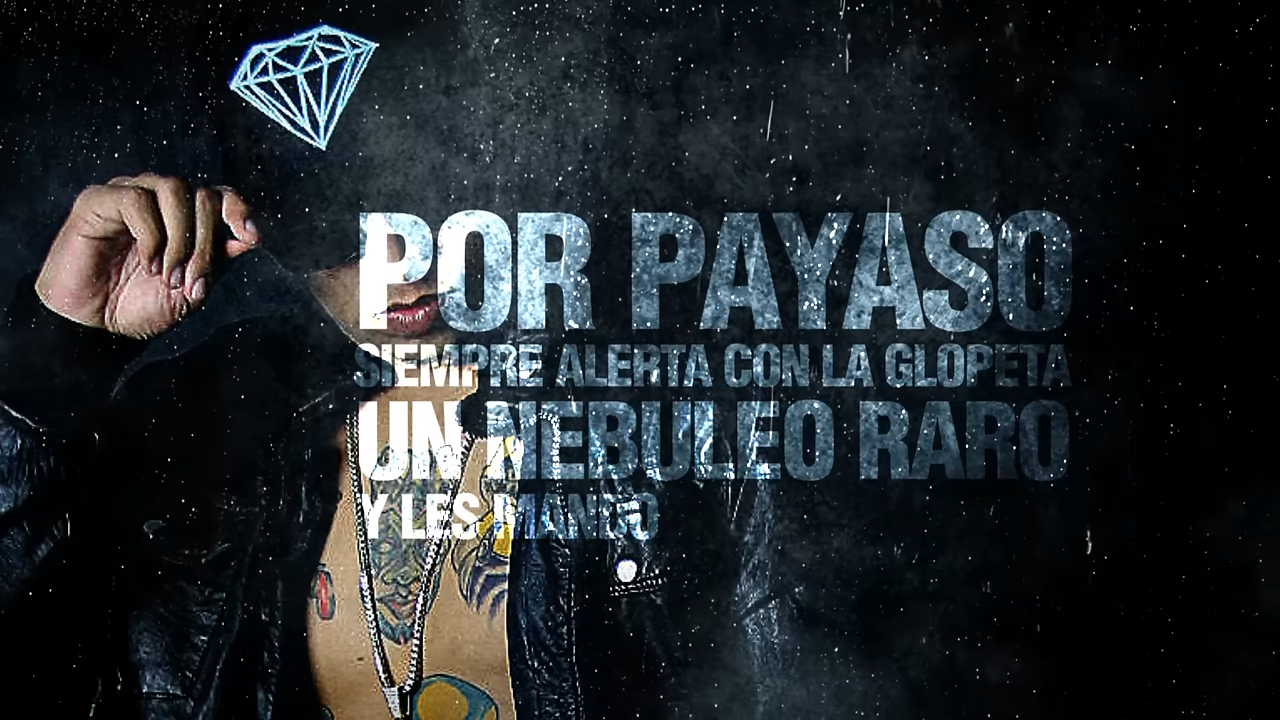 POR PAYASO
SIEMPRE ALERTA CON LA GLOPETA
UN NEBULEO RARO
Y LES MANDO